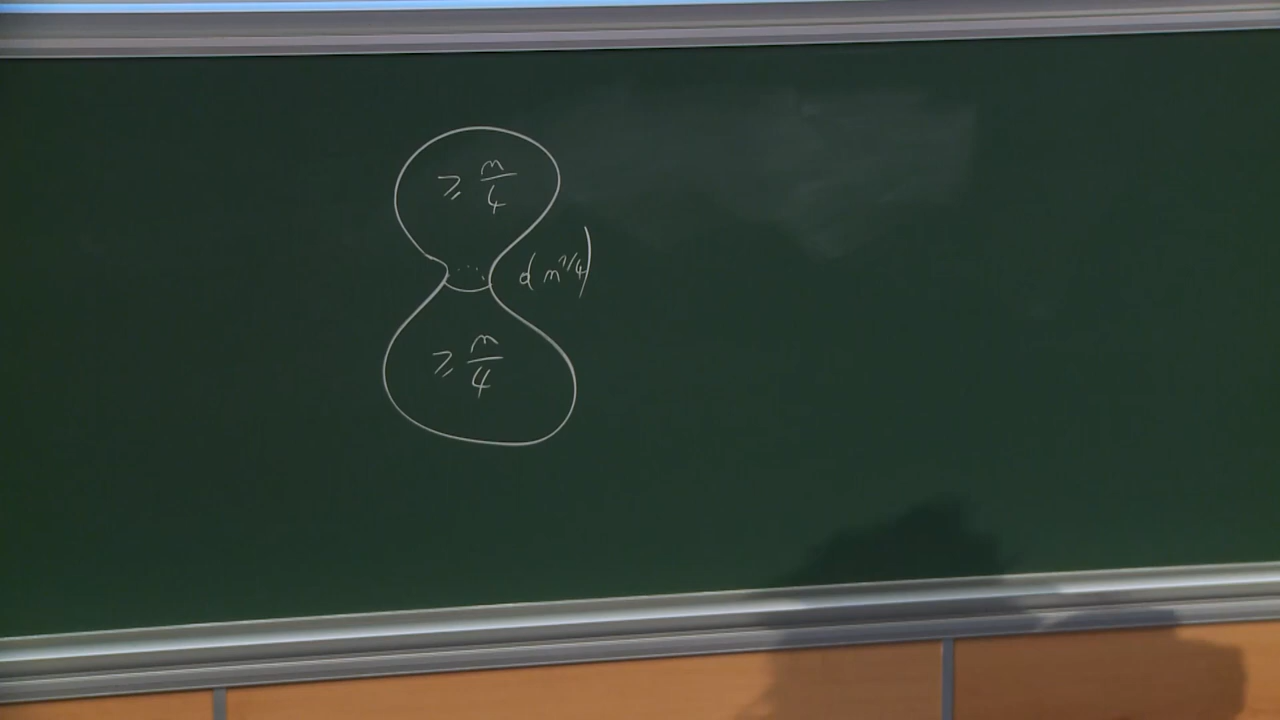 ≥ n/4
o(n^{1/4})
≥ n/4